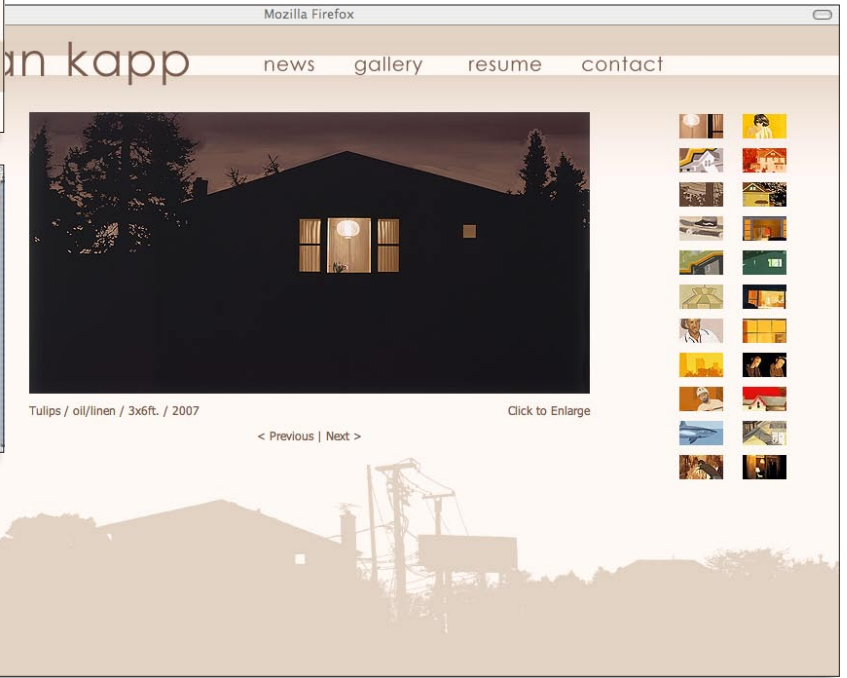 Mozilla Firefox
an kapp
news gallery resume contact
Tulips / oil/linen / 3x6ft. / 2007
Click to Enlarge
< Previous | Next >